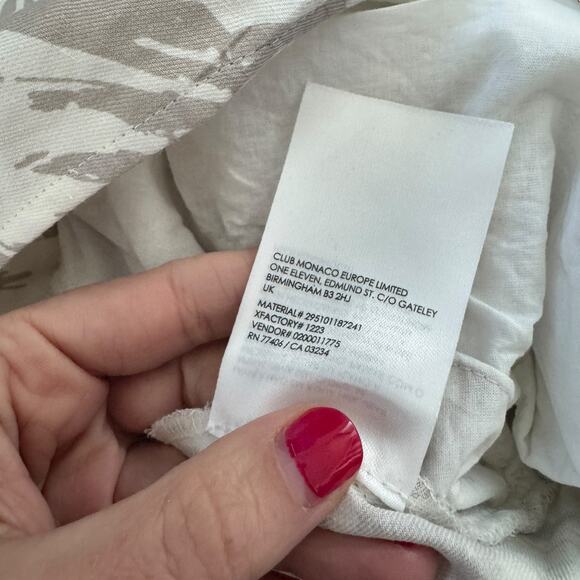 CLUB MONACO EUROPE LIMITED
ONE ELEVEN, EDMUND ST. C/O GATELEY
BIRMINGHAM B3 2HJ
UK
MATERIAL# 295101187241
XFACTORY# 1223
VENDOR# 0200011775
RN 77406 / CA 03234